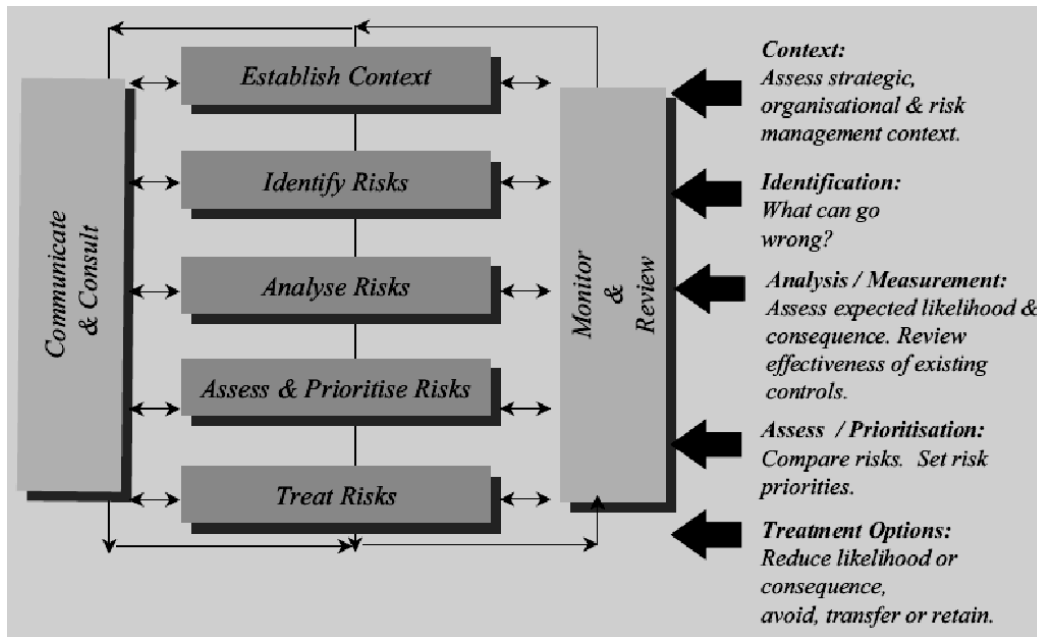 Establish Context
Identify Risks
Analyse Risks
Assess & Prioritise Risks
Treat Risks
Communicate
& Consult
Monitor
&
Review
Context:
Assess strategic,
organisational & risk
management context.
Identification:
What can go
wrong?
Analysis / Measurement:
Assess expected likelihood &
consequence. Review
effectiveness of existing
controls.
Assess / Prioritisation:
Compare risks. Set risk
priorities.
Treatment Options:
Reduce likelihood or
consequence,
avoid, transfer or retain.